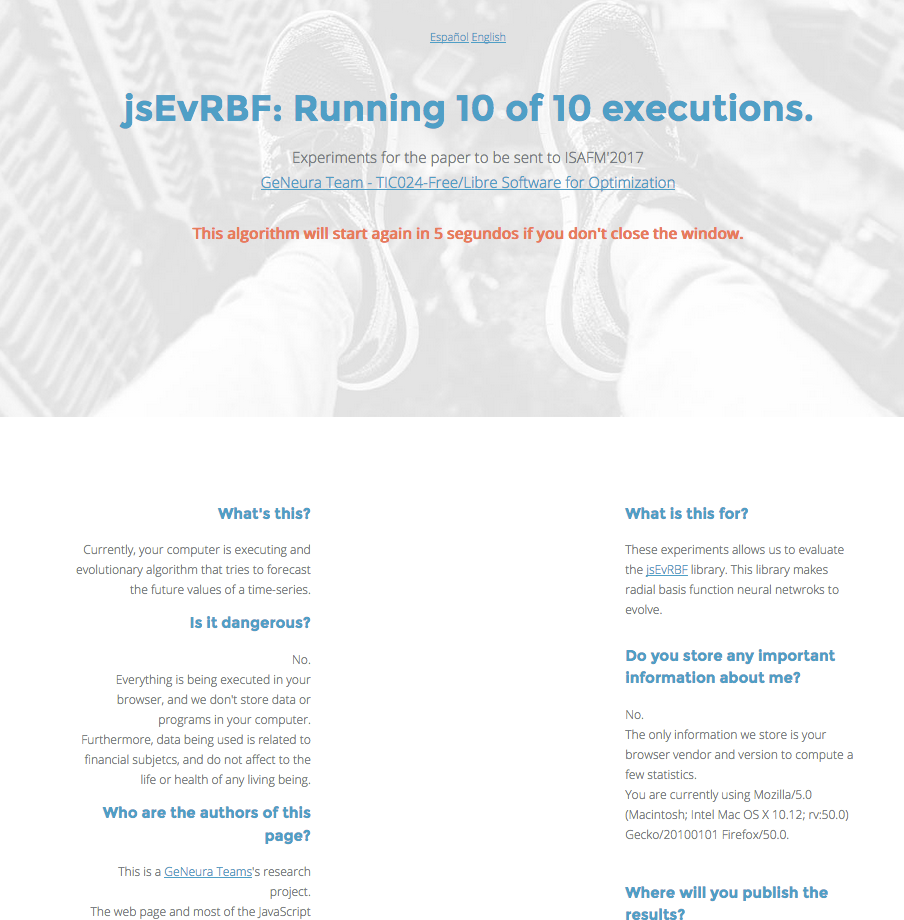 Español English
jsEvRBF: Running 10 of 10 executions.
Experiments for the paper to be sent to ISAFM'2017
GeNeura Team - TIC024-Free/Libre Software for Optimization
This algorithm will start again in 5 segundos if you don't close the window.
What's this?
Currently, your computer is executing and
evolutionary algorithm that tries to forecast
the future values of a time-series.
Is it dangerous?
No.
Everything is being executed in your
browser, and we don't store data or
programs in your computer.
Furthermore, data being used is related to
financial subjetcs, and do not affect to the
life or health of any living being.
Who are the authors of this
page?
This is a GeNeura Teams's research
project.
The web page and most of the JavaScript
What is this for?
These experiments allows us to evaluate
the jsEvRBF library. This library makes
radial basis function neural netwroks to
evolve.
Do you store any important
information about me?
No.
The only information we store is your
browser vendor and version to compute a
few statistics.
You are currently using Mozilla/5.0
(Macintosh; Intel Mac OS X 10.12; rv:50.0)
Gecko/20100101 Firefox/50.0.
Where will you publish the
results?